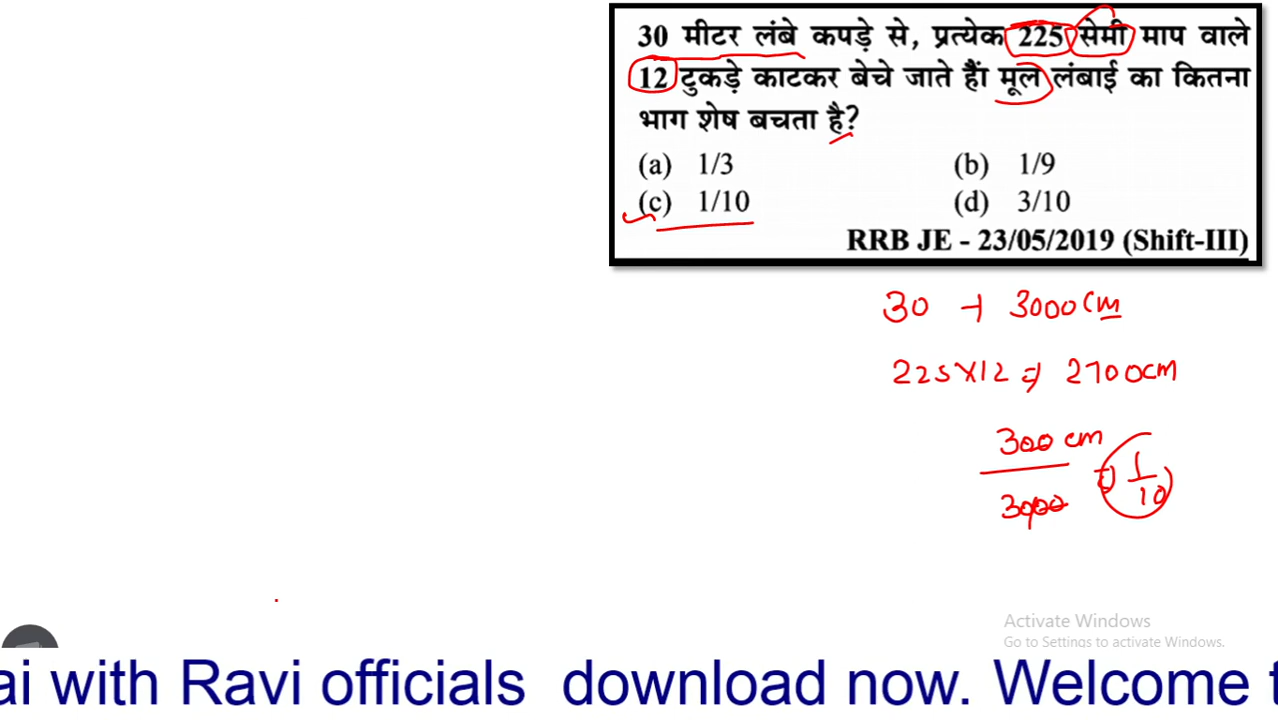 30 मीटर लंबे कपड़े से, प्रत्येक 225 सेमी माप वाले
12 टुकड़े काटकर बेचे जाते हैं। मूल लंबाई का कितना
भाग शेष बचता है?
(a) 1/3 (b) 1/9
(c) 1/10 (d) 3/10
RRB JE - 23/05/2019 (Shift-III)
30 → 3000 cm
225×12 ⇒ 2700cm
300 cm
3000 ⇒ 1/10
Activate Windows
Go to Settings to activate Windows.
ai with Ravi officials download now. Welcome t